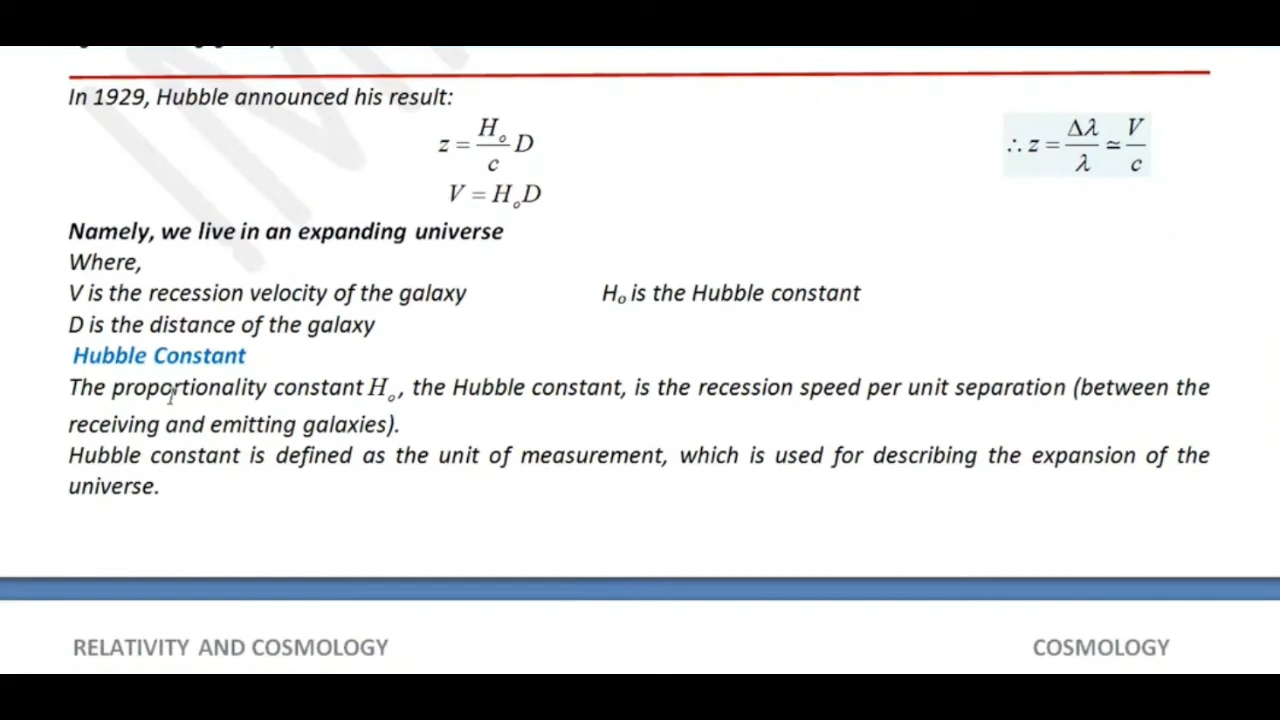 In 1929, Hubble announced his result:
z = H₀/c D
∴ z = Δλ/λ ≃ V/c
V = H₀D
Namely, we live in an expanding universe
Where,
V is the recession velocity of the galaxy H₀ is the Hubble constant
D is the distance of the galaxy
Hubble Constant
The proportionality constant H₀, the Hubble constant, is the recession speed per unit separation (between the
receiving and emitting galaxies).
Hubble constant is defined as the unit of measurement, which is used for describing the expansion of the
universe.
RELATIVITY AND COSMOLOGY COSMOLOGY